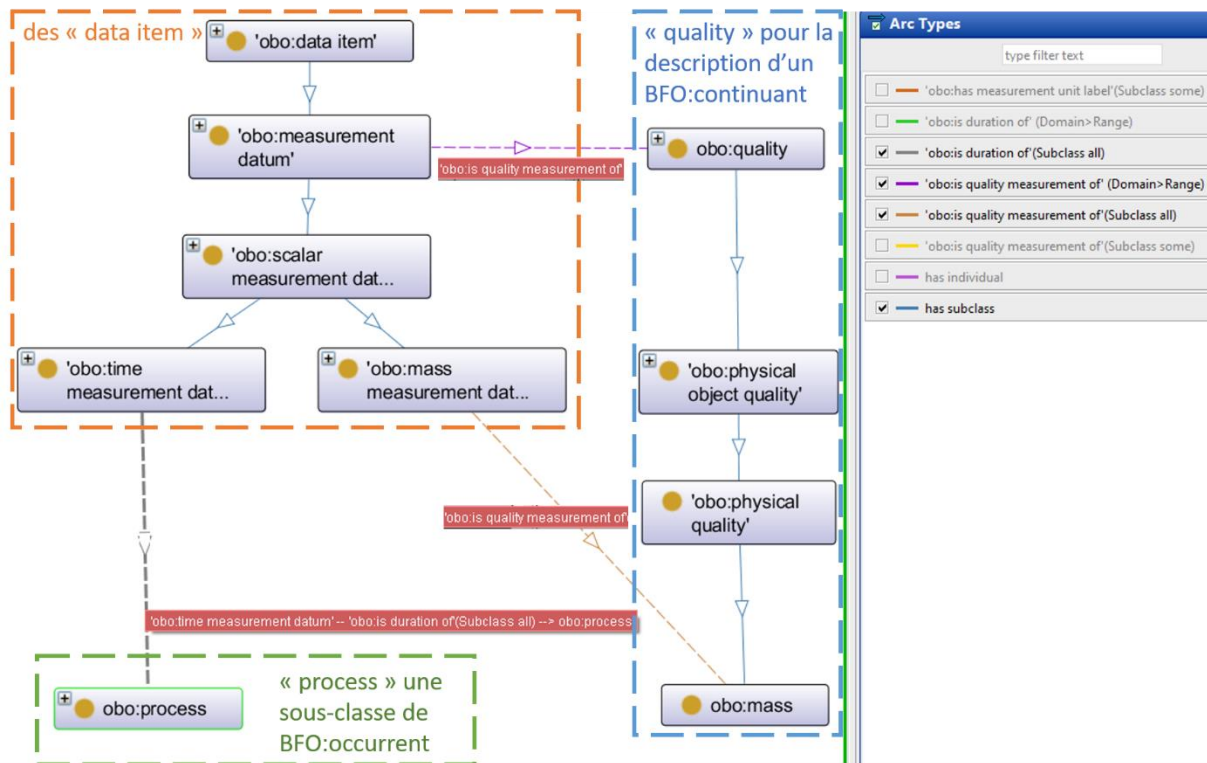 des « data item »
'obo:data item'
'obo:measurement
datum'
'obo:is quality measurement of'
'obo:scalar
measurement dat...
'obo:time
measurement dat...
'obo:mass
measurement dat...
'obo:is quality measurement of'
'obo:time measurement datum' -- 'obo:is duration of'(Subclass all) --> obo:process
obo:process
« process » une
sous-classe de
BFO:occurrent
« quality » pour la
description d'un
BFO:continuant
obo:quality
'obo:physical
object quality'
'obo:physical
quality'
obo:mass
Arc Types
type filter text
'obo:has measurement unit label'(Subclass some)
'obo:is duration of' (Domain>Range)
'obo:is duration of'(Subclass all)
'obo:is quality measurement of' (Domain>Range)
'obo:is quality measurement of'(Subclass all)
'obo:is quality measurement of'(Subclass some)
has individual
has subclass